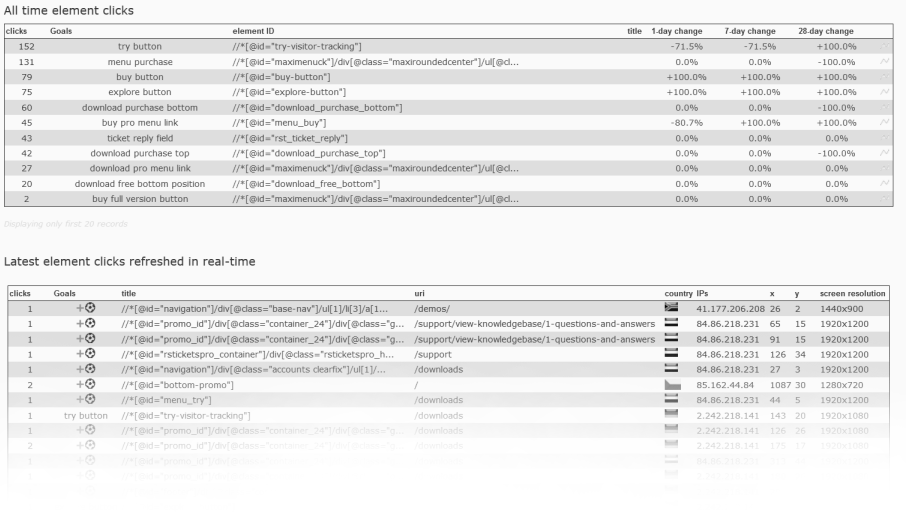 All time element clicks
clicks Goals element ID title 1-day change 7-day change 28-day change
152 try button //*[@id="try-visitor-tracking"] -71.5% -71.5% +100.0%
131 menu purchase //*[@id="maximenuck"]/div[@class="maxiroundedcenter"]/ul[@cl... 0.0% 0.0% -100.0%
79 buy button //*[@id="buy-button"] +100.0% +100.0% +100.0%
75 explore button //*[@id="explore-button"] +100.0% +100.0% +100.0%
60 download purchase bottom //*[@id="download_purchase_bottom"] 0.0% 0.0% -100.0%
45 buy pro menu link //*[@id="menu_buy"] -80.7% +100.0% +100.0%
43 ticket reply field //*[@id="rst_ticket_reply"] 0.0% 0.0% 0.0%
42 download purchase top //*[@id="download_purchase_top"] 0.0% 0.0% -100.0%
27 download pro menu link //*[@id="maximenuck"]/div[@class="maxiroundedcenter"]/ul[@cl... 0.0% 0.0% 0.0%
20 download free bottom position //*[@id="download_free_bottom"] 0.0% 0.0% 0.0%
2 buy full version button //*[@id="maximenuck"]/div[@class="maxiroundedcenter"]/ul[@cl... 0.0% 0.0% 0.0%
Displaying only first 20 records
Latest element clicks refreshed in real-time
clicks Goals title uri country IPs x y screen resolution
1 + //*[@id="navigation"]/div[@class="base-nav"]/ul[1]/li[3]/a[1... /demos/ 41.177.206.208 26 2 1440x900
1 + //*[@id="promo_id"]/div[@class="container_24"]/div[@class="g... /support/view-knowledgebase/1-questions-and-answers 84.86.218.231 65 15 1920x1200
1 + //*[@id="promo_id"]/div[@class="container_24"]/div[@class="g... /support/view-knowledgebase/1-questions-and-answers 84.86.218.231 91 15 1920x1200
1 + //*[@id="rsticketspro_container"]/div[@class="rsticketspro_h... /support 84.86.218.231 126 34 1920x1200
1 + //*[@id="navigation"]/div[@class="accounts clearfix"]/ul[1]/... /downloads 84.86.218.231 27 3 1920x1200
2 + //*[@id="bottom-promo"] / 85.162.44.84 1087 30 1280x720
1 + //*[@id="menu_try"] /downloads 84.86.218.231 44 5 1920x1200
1 try button //*[@id="try-visitor-tracking"] /downloads 2.242.218.141 143 20 1920x1080
1 + //*[@id="promo_id"]/div[@class="container_24"]/div[@class="g... /downloads 2.242.218.141 126 26 1920x1080
2 + //*[@id="promo_id"]/div[@class="container_24"]/div[@class="g... /downloads 2.242.218.141 175 17 1920x1080
1 + //*[@id="promo_id"]/div[@class="container_24"]/div[@class="g...